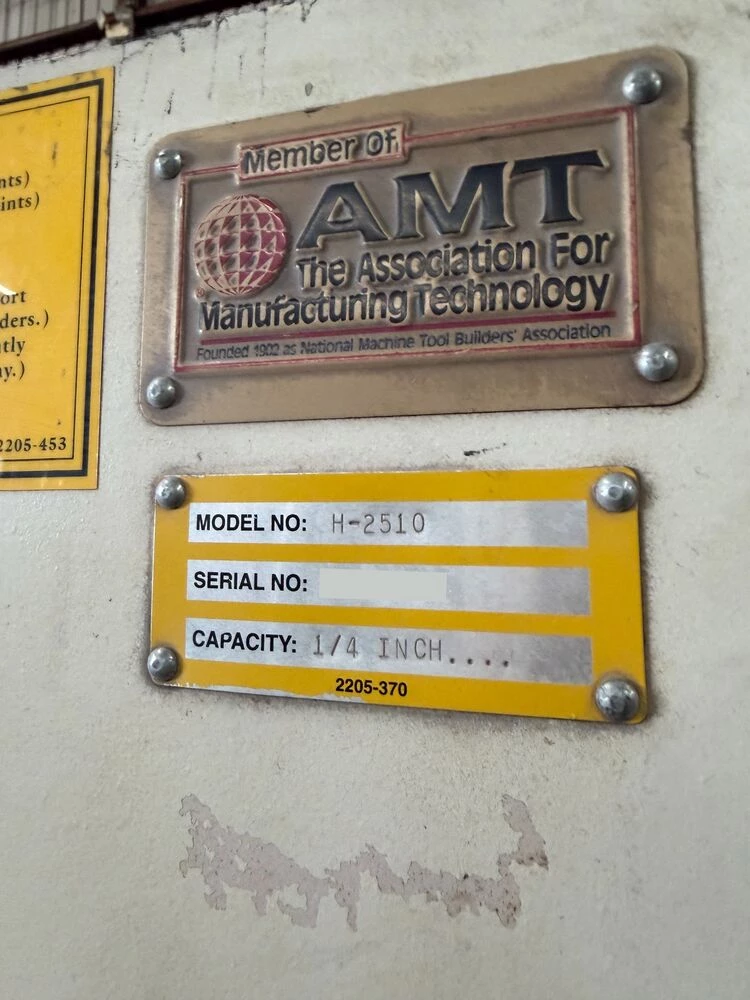 nts)
ints)
ort
ders.)
tly
ay.)
2205-453
Member Of
AMT
The Association For
Manufacturing Technology
®
Founded 1902 as National Machine Tool Builders' Association
MODEL NO: H-2510
SERIAL NO:
CAPACITY: 1/4 INCH....
2205-370